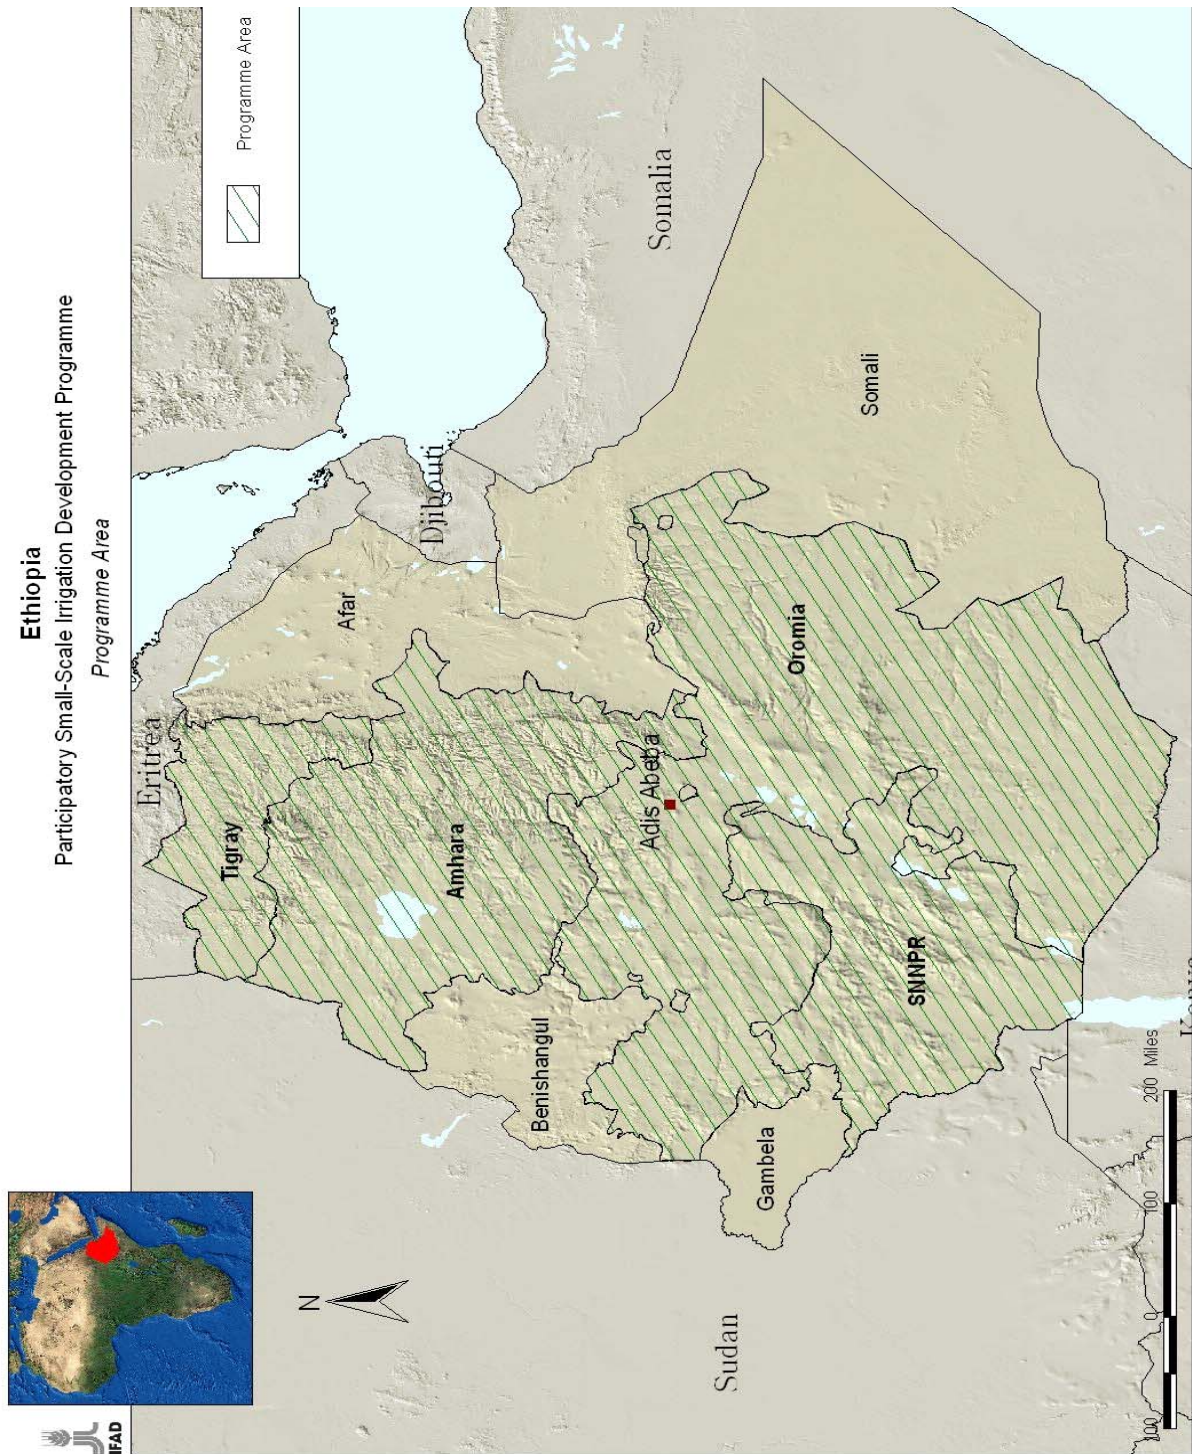 Ethiopia
Participatory Small-Scale Irrigation Development Programme
Programme Area
IFAD
Programme Area
N
Eritrea
Tigray
Afar
Amhara
Djibouti
Benishangul
Adis Abeba
Somalia
Gambela
Oromia
Somali
SNNPR
Sudan
100 0 100 200 Miles